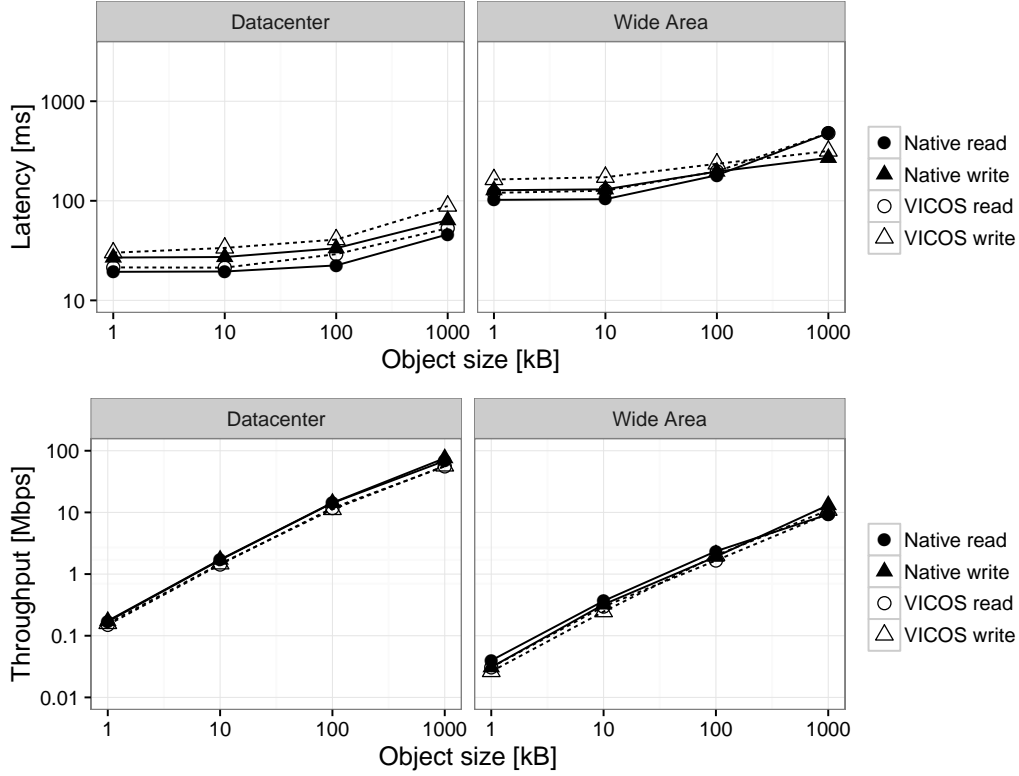 Datacenter
Wide Area
Latency [ms]
1000
100
10
1
10
100
1000
1
10
100
1000
Object size [kB]
Native read
Native write
VICOS read
VICOS write
Datacenter
Wide Area
Throughput [Mbps]
100
10
1
0.1
0.01
1
10
100
1000
1
10
100
1000
Object size [kB]
Native read
Native write
VICOS read
VICOS write